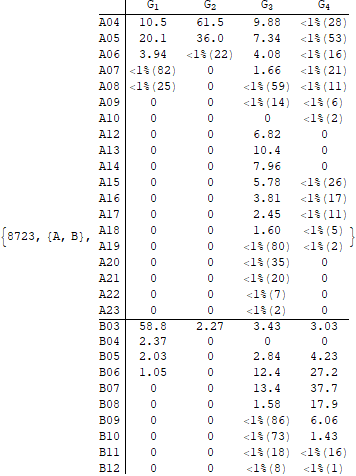 G1 G2 G3 G4
A04 10.5 61.5 9.88 <1%(28)
A05 20.1 36.0 7.34 <1%(53)
A06 3.94 <1%(22) 4.08 <1%(16)
A07 <1%(82) 0 1.66 <1%(21)
A08 <1%(25) 0 <1%(59) <1%(11)
A09 0 0 <1%(14) <1%(6)
A10 0 0 0 <1%(2)
A12 0 0 6.82 0
A13 0 0 10.4 0
A14 0 0 7.96 0
A15 0 0 5.78 <1%(26)
A16 0 0 3.81 <1%(17)
A17 0 0 2.45 <1%(11)
A18 0 0 1.60 <1%(5)
{8723, {A, B}, A19 0 0 <1%(80) <1%(2) }
A20 0 0 <1%(35) 0
A21 0 0 <1%(20) 0
A22 0 0 <1%(7) 0
A23 0 0 <1%(2) 0
B03 58.8 2.27 3.43 3.03
B04 2.37 0 0 0
B05 2.03 0 2.84 4.23
B06 1.05 0 12.4 27.2
B07 0 0 13.4 37.7
B08 0 0 1.58 17.9
B09 0 0 <1%(86) 6.06
B10 0 0 <1%(73) 1.43
B11 0 0 <1%(18) <1%(16)
B12 0 0 <1%(8) <1%(1)